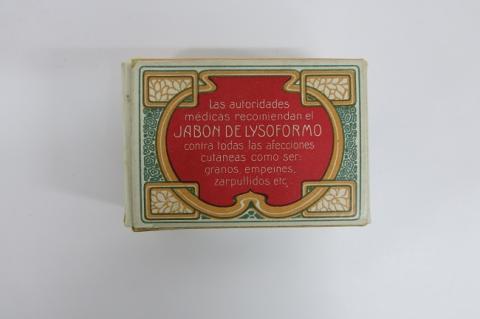 Las autoridades
médicas recomiendan el
JABON DE LYSOFORMO
contra todas las afecciones
cutaneas como ser:
granos, empeines,
zarpullidos etc.